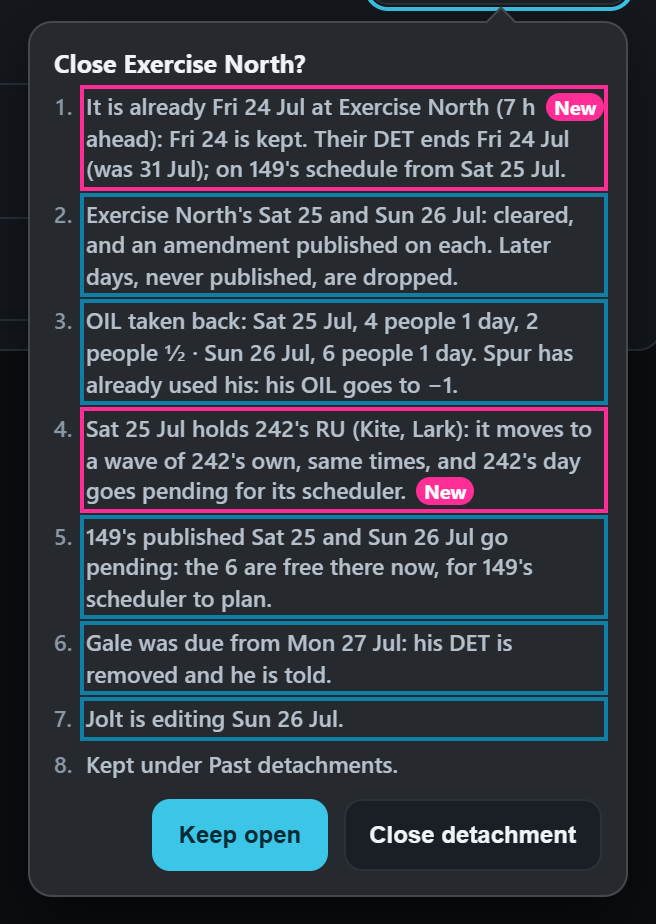 Close Exercise North?
1. It is already Fri 24 Jul at Exercise North (7 h New
ahead): Fri 24 is kept. Their DET ends Fri 24 Jul
(was 31 Jul); on 149's schedule from Sat 25 Jul.
2. Exercise North's Sat 25 and Sun 26 Jul: cleared,
and an amendment published on each. Later
days, never published, are dropped.
3. OIL taken back: Sat 25 Jul, 4 people 1 day, 2
people ½ · Sun 26 Jul, 6 people 1 day. Spur has
already used his: his OIL goes to −1.
4. Sat 25 Jul holds 242's RU (Kite, Lark): it moves to
a wave of 242's own, same times, and 242's day
goes pending for its scheduler. New
5. 149's published Sat 25 and Sun 26 Jul go
pending: the 6 are free there now, for 149's
scheduler to plan.
6. Gale was due from Mon 27 Jul: his DET is
removed and he is told.
7. Jolt is editing Sun 26 Jul.
8. Kept under Past detachments.
Keep open Close detachment